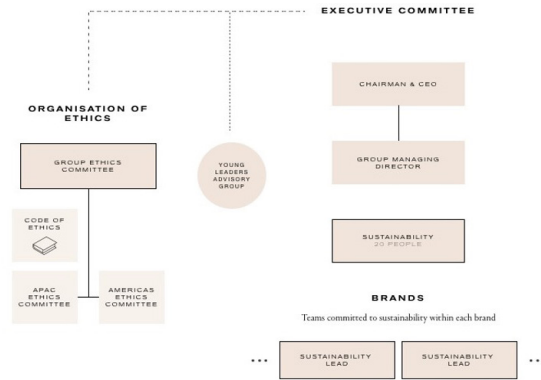 EXECUTIVE COMMITTEE
CHAIRMAN & CEO
ORGANISATION OF
ETHICS
GROUP ETHICS
COMMITTEE
YOUNG
LEADERS
ADVISORY
GROUP
GROUP MANAGING
DIRECTOR
CODE OF
ETHICS
SUSTAINABILITY
20 PEOPLE
APAC
ETHICS
COMMITTEE
AMERICAS
ETHICS
COMMITTEE
BRANDS
Teams committed to sustainability within each brand
... SUSTAINABILITY
LEAD
SUSTAINABILITY
LEAD ...